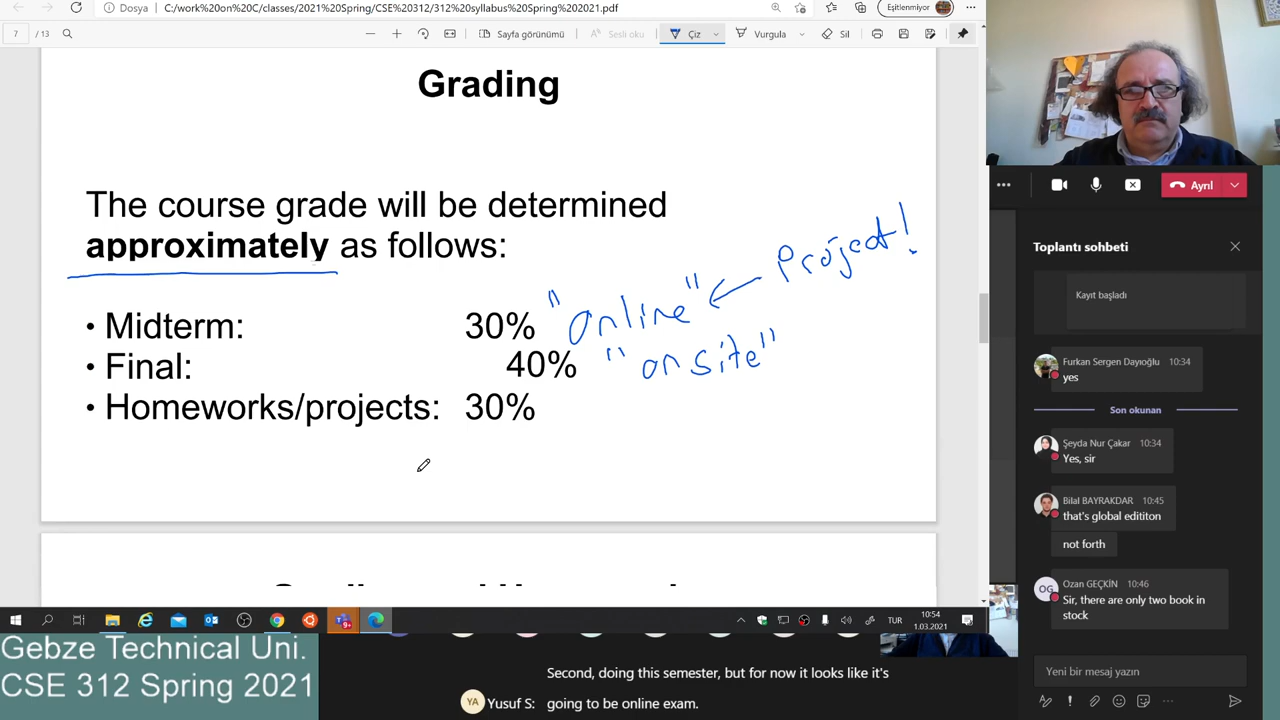 Dosya
C:/work%20on%20C/classes/2021%20Spring/CSE%20312/312%20syllabus%20Spring%202021.pdf
Eşitlenmiyor
7 / 13
Sayfa görünümü
Sesli oku
Çiz
Vurgula
Sil
Grading
The course grade will be determined
approximately as follows:
• Midterm: 30% "online" ← Project!
• Final: 40% "onsite"
• Homeworks/projects: 30%
Ayrıl
Toplantı sohbeti
Kayıt başladı
Furkan Sergen Dayıoğlu 10:34
yes
Son okunan
Şeyda Nur Çakar 10:34
Yes, sir
Bilal BAYRAKDAR 10:45
that's global edititon
not forth
OG
Ozan GEÇKİN 10:46
Sir, there are only two book in
stock
Yeni bir mesaj yazın
TUR
10:54
1.03.2021
Gebze Technical Uni.
CSE 312 Spring 2021
Second, doing this semester, but for now it looks like it's
YA Yusuf S: going to be online exam.